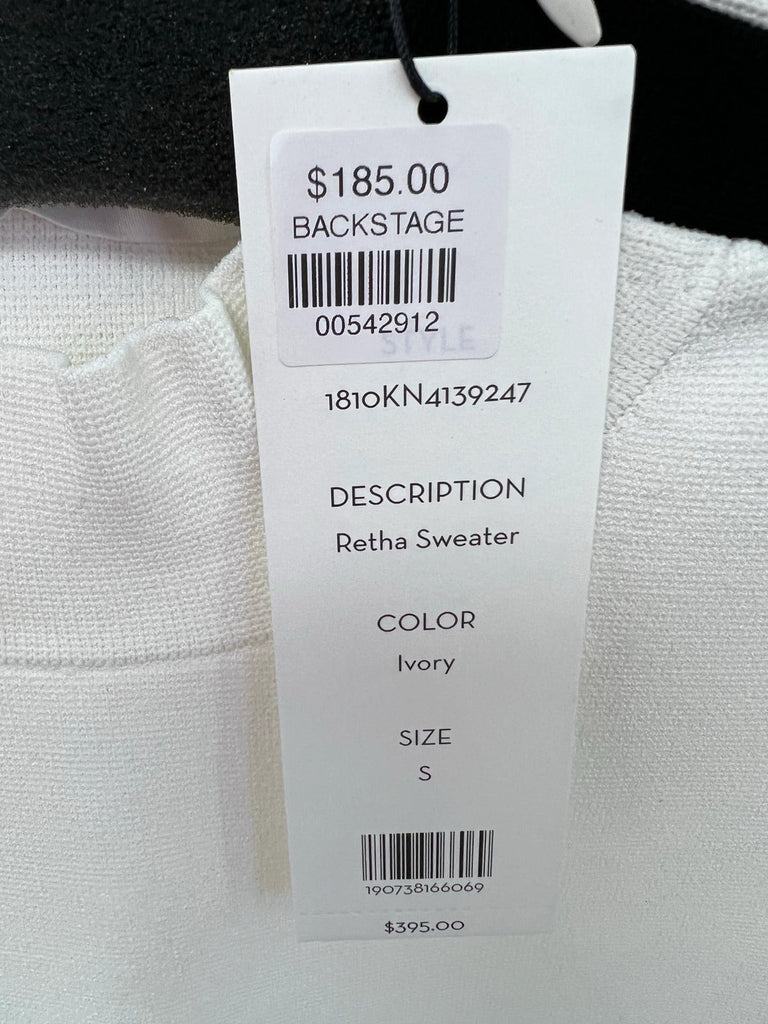 $185.00
BACKSTAGE
00542912
STYLE
1810KN4139247
DESCRIPTION
Retha Sweater
COLOR
Ivory
SIZE
S
190738166069
$395.00